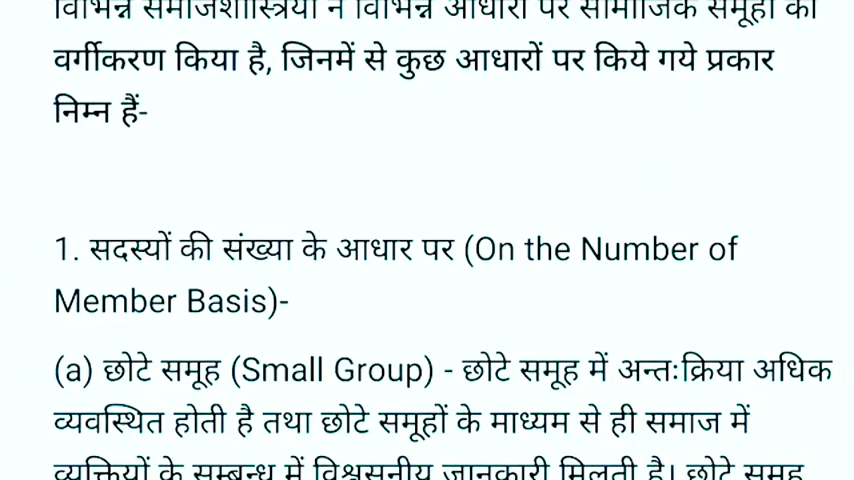 विभिन्न समाजशास्त्रियों ने विभिन्न आधारों पर सामाजिक समूहों का
वर्गीकरण किया है, जिनमें से कुछ आधारों पर किये गये प्रकार
निम्न हैं-
1. सदस्यों की संख्या के आधार पर (On the Number of
Member Basis)-
(a) छोटे समूह (Small Group) - छोटे समूह में अन्तःक्रिया अधिक
व्यवस्थित होती है तथा छोटे समूहों के माध्यम से ही समाज में
व्यक्तियों के सम्बन्ध में विश्वसनीय जानकारी मिलती है। छोटे समूह